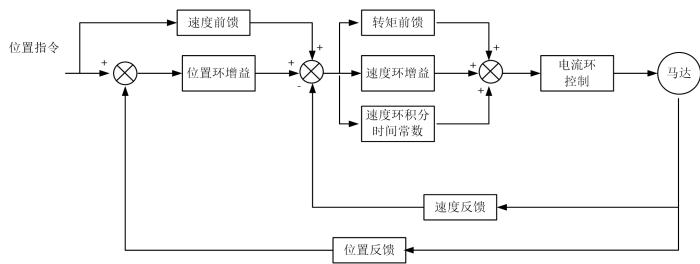 速度前馈
转矩前馈
位置指令
+
+
+
位置环增益
+
-
速度环增益
+
+
电流环
控制
马达
速度环积分
时间常数
速度反馈
位置反馈